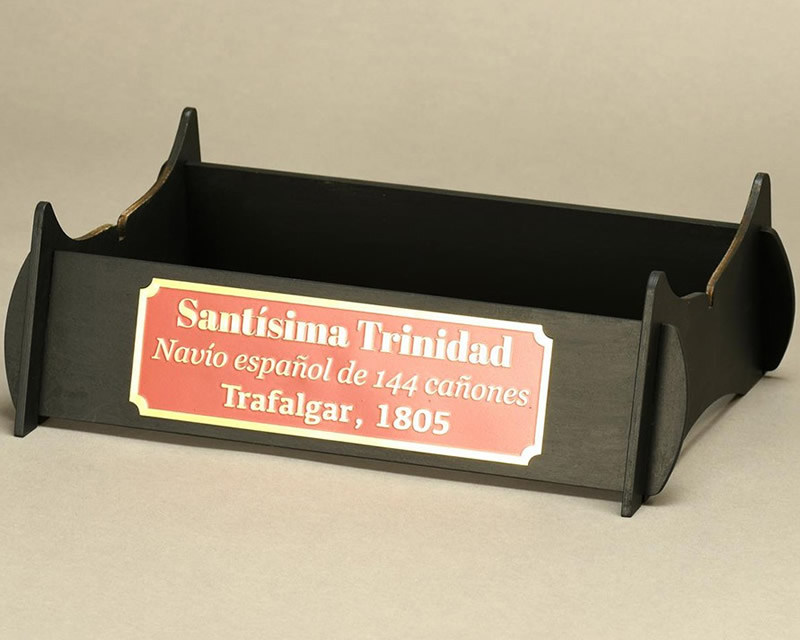 Santísima Trinidad
Navío español de 144 cañones
Trafalgar, 1805